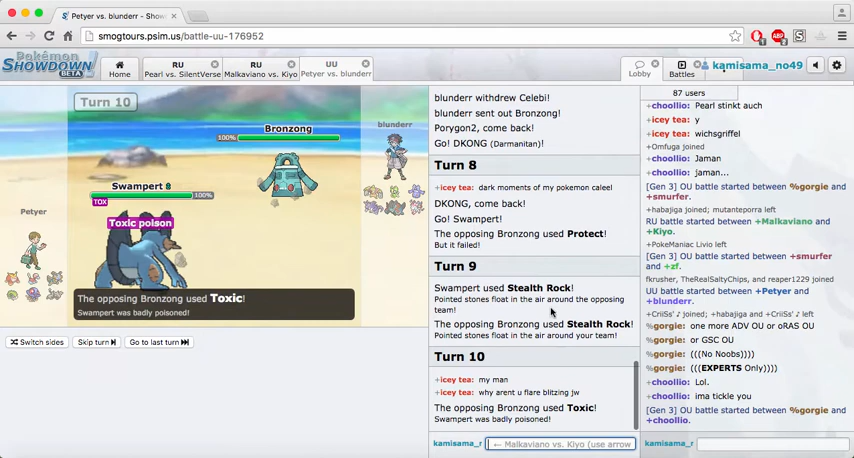 Petyer vs. blunderr - Show
smogtours.psim.us/battle-uu-176952
Pokémon
SHOWDOWN
BETA!
Home
RU
Pearl vs. SilentVerse
RU
Malkaviano vs. Kiyo
UU
Petyer vs. blunderr
Lobby
Battles
kamisama_no49
Turn 10
blunderr
Bronzong
100%
Swampert
100%
TOX
Toxic poison
Petyer
The opposing Bronzong used Toxic!
Swampert was badly poisoned!
Switch sides
Skip turn
Go to last turn
blunderr withdrew Celebi!
blunderr sent out Bronzong!
Porygon2, come back!
Go! DKONG (Darmanitan)!
Turn 8
+icey tea: dark moments of my pokemon caleel
DKONG, come back!
Go! Swampert!
The opposing Bronzong used Protect!
But it failed!
Turn 9
Swampert used Stealth Rock!
Pointed stones float in the air around the opposing
team!
The opposing Bronzong used Stealth Rock!
Pointed stones float in the air around your team!
Turn 10
+icey tea: my man
+icey tea: why arent u flare blitzing jw
The opposing Bronzong used Toxic!
Swampert was badly poisoned!
kamisama_r
← Malkaviano vs. Kiyo (use arrow
87 users
+choollio: Pearl stinkt auch
+icey tea: y
+icey tea: wichsgriffel
+Omfuga joined
+choollio: Jaman
+choollio: jaman...
[Gen 3] OU battle started between %gorgie and
+smurfer.
+habajiga joined; mutanteporra left
RU battle started between +Malkaviano and
+Kiyo.
+PokeManiac Livio left
[Gen 3] OU battle started between +smurfer
and +zf.
fkrusher, TheRealSaltyChips, and reaper1229 joined
UU battle started between +Petyer and
+blunderr.
+CriiSs' ♪ joined; +habajiga and +CriiSs' ♪ left
%gorgie: one more ADV OU or oRAS OU
%gorgie: or GSC OU
%gorgie: (((No Noobs)))
%gorgie: (((EXPERTS Only))))
+choollio: Lol.
+choollio: ima tickle you
[Gen 3] OU battle started between %gorgie and
+choollio.
kamisama_r